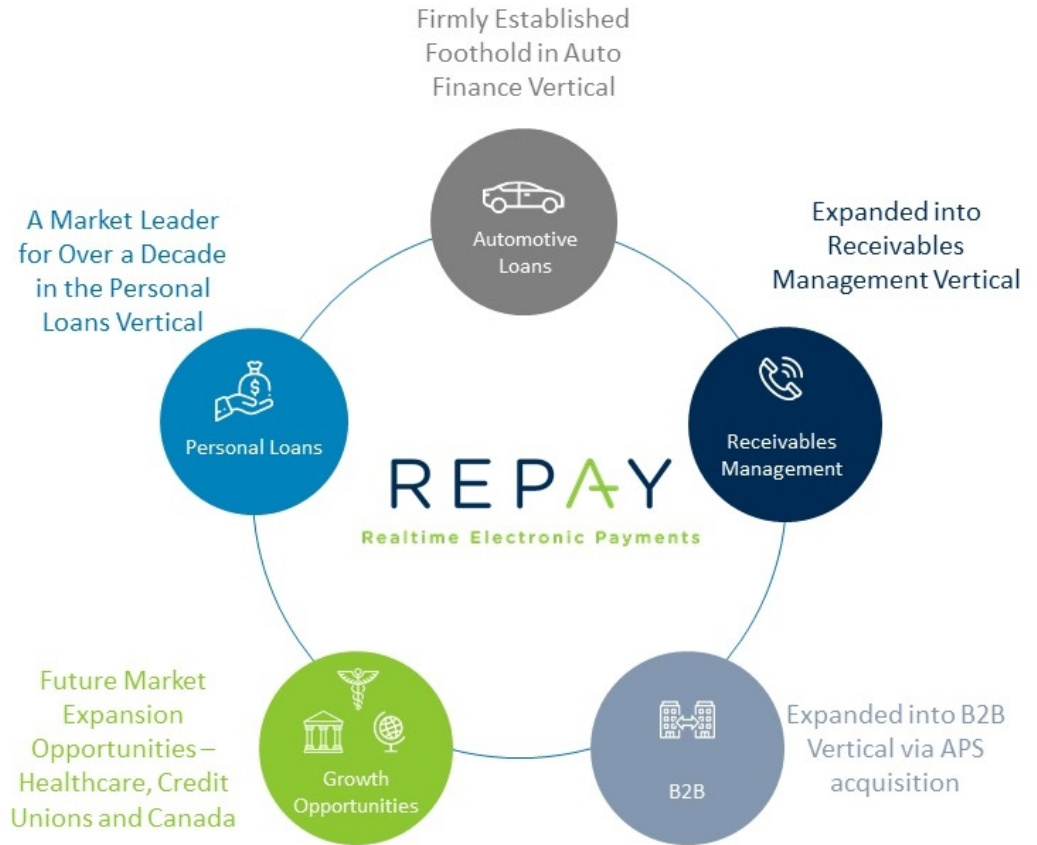 Firmly Established
Foothold in Auto
Finance Vertical
Automotive
Loans
A Market Leader
for Over a Decade
in the Personal
Loans Vertical
Expanded into
Receivables
Management Vertical
$
Personal Loans
Receivables
Management
REPAY
Realtime Electronic Payments
Future Market
Expansion
Opportunities –
Healthcare, Credit
Unions and Canada
Growth
Opportunities
B2B
Expanded into B2B
Vertical via APS
acquisition